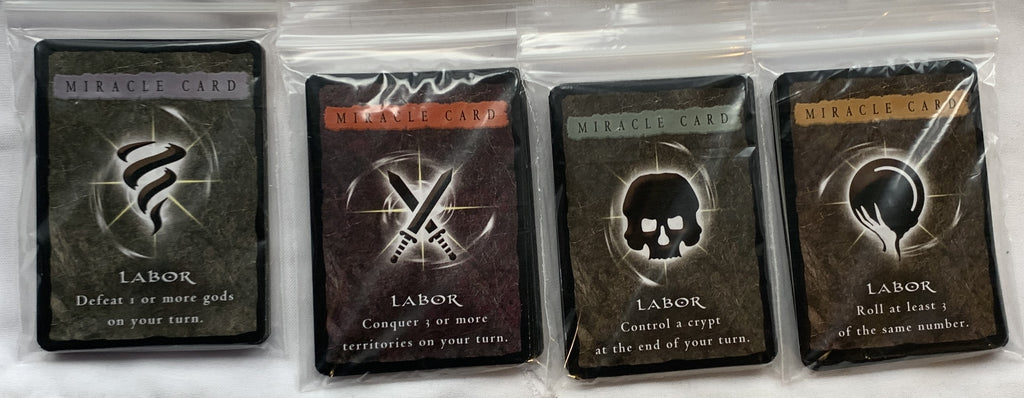 MIRACLE CARD
LABOR
Defeat 1 or more gods
on your turn.
MIRACLE CARD
LABOR
Conquer 3 or more
territories on your turn.
MIRACLE CARD
LABOR
Control a crypt
at the end of your turn.
MIRACLE CARD
LABOR
Roll at least 3
of the same number.